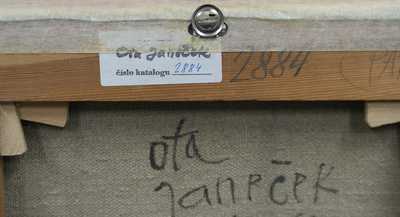 Ota Janeček
číslo katalogu 2884
2884
ota
Janeček